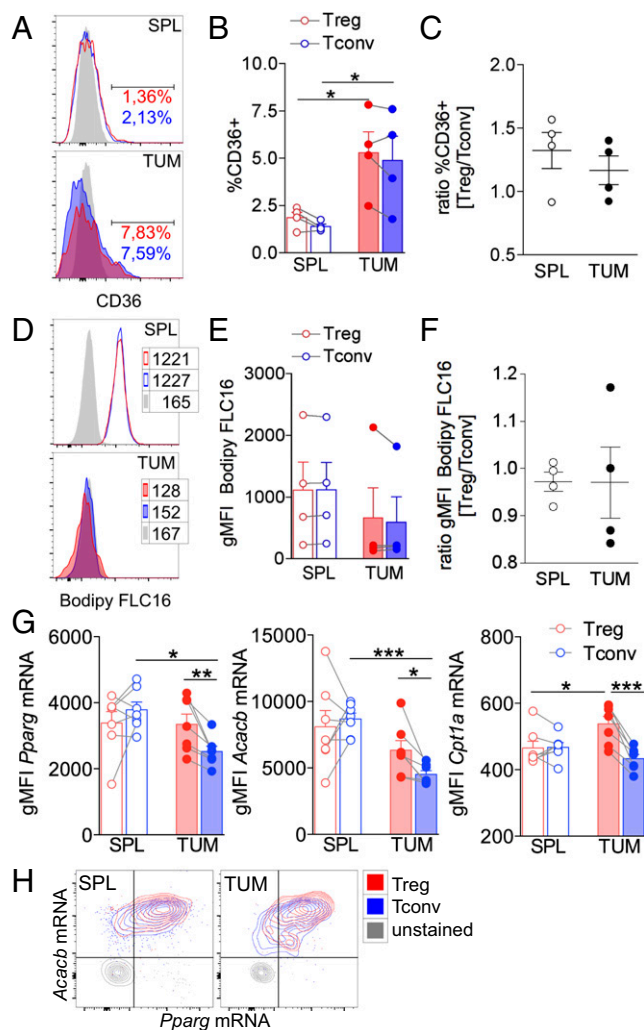 A
SPL
1,36%
2,13%
TUM
7,83%
7,59%
CD36
B
Treg
Tconv
%CD36+
10.0
7.5
5.0
2.5
0.0
*
*
SPL TUM
C
ratio %CD36+
[Treg/Tconv]
2.0
1.5
1.0
0.5
SPL TUM
D
SPL
1221
1227
165
TUM
128
152
167
Bodipy FLC16
E
Treg
Tconv
gMFI Bodipy FLC16
3000
2000
1000
0
SPL TUM
F
ratio gMFI Bodipy FLC16
[Treg/Tconv]
1.2
1.1
1.0
0.9
0.8
SPL TUM
G
gMFI Pparg mRNA
6000
4000
2000
0
*
**
SPL TUM
gMFI Acacb mRNA
15000
10000
5000
0
***
*
SPL TUM
gMFI Cpt1a mRNA
800
600
400
200
Treg
Tconv
*
***
SPL TUM
H
SPL
TUM
Acacb mRNA
Pparg mRNA
Treg
Tconv
unstained